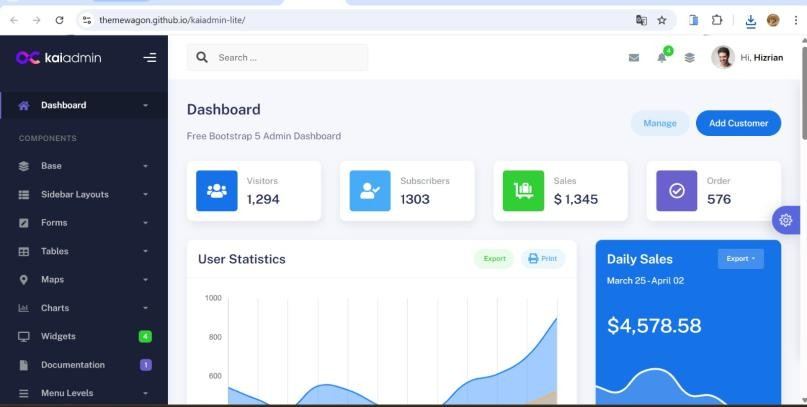 themewagon.github.io/kaiadmin-lite/
kaiadmin
Search ...
4
Hi, Hizrian
Dashboard
COMPONENTS
Base
Sidebar Layouts
Forms
Tables
Maps
Charts
Widgets
4
Documentation
1
Menu Levels
Dashboard
Free Bootstrap 5 Admin Dashboard
Manage
Add Customer
Visitors
1,294
Subscribers
1303
Sales
$ 1,345
Order
576
User Statistics
Export
Print
1000
800
600
Daily Sales
Export
March 25 - April 02
$4,578.58